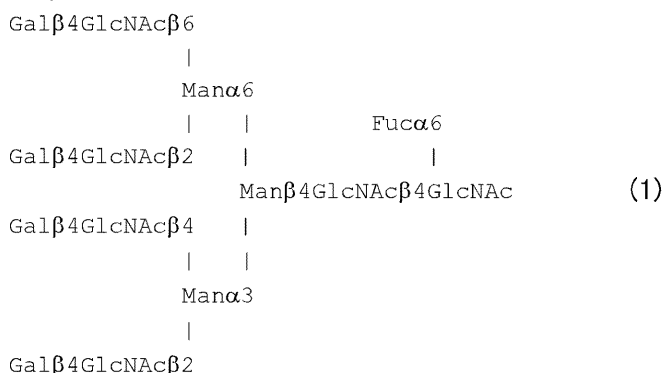 Galβ4GlcNAcβ6
|
Manα6
| | Fucα6
Galβ4GlcNAcβ2 | |
Manβ4GlcNAcβ4GlcNAc (1)
Galβ4GlcNAcβ4 |
| |
Manα3
|
Galβ4GlcNAcβ2